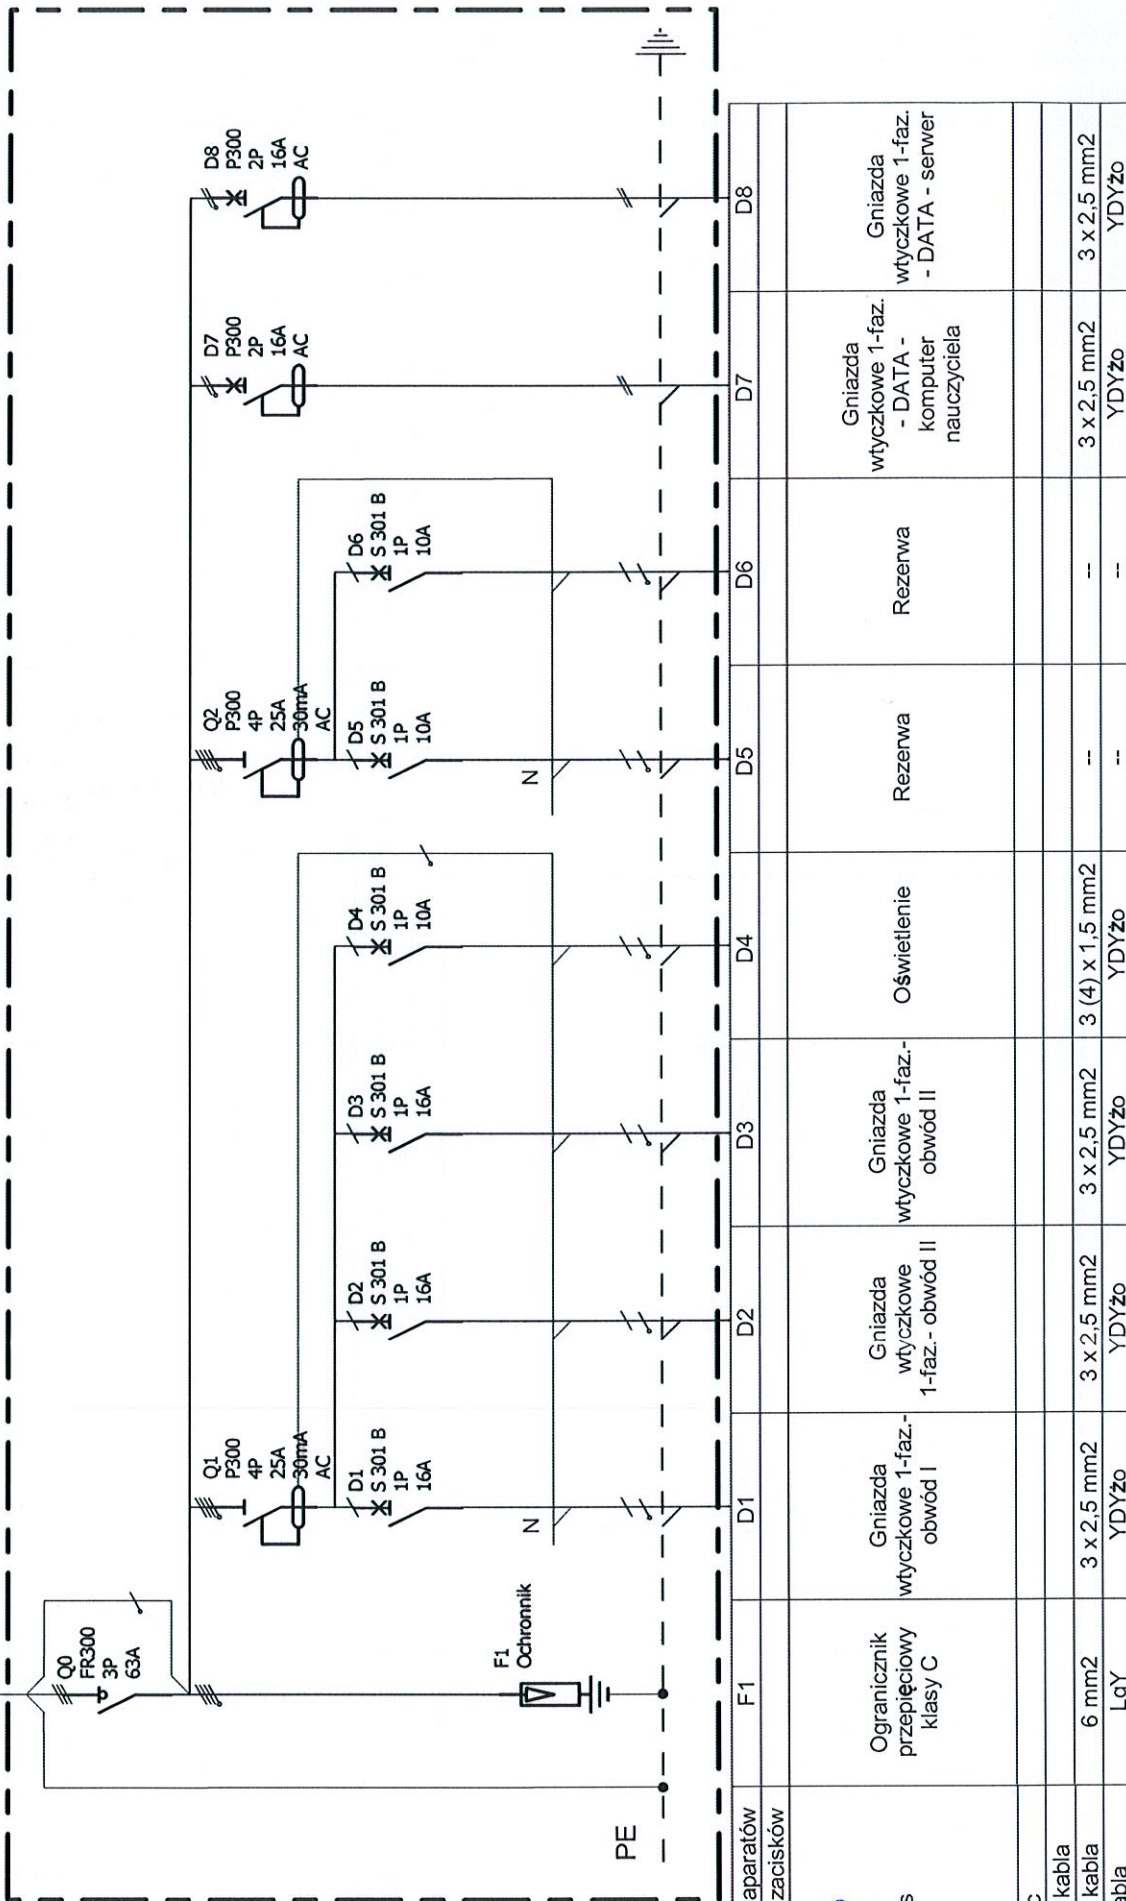 Q0
FR300
3P
63A
F1
Ochronnik
PE
Q1
P300
4P
25A
30mA
AC
D1
S 301 B
1P
16A
N
D2
S 301 B
1P
16A
D3
S 301 B
1P
16A
D4
S 301 B
1P
10A
Q2
P300
4P
25A
30mA
AC
D5
S 301 B
1P
10A
N
D6
S 301 B
1P
10A
D7
P300
2P
16A
AC
D8
P300
2P
16A
AC
aparatów
zacisków
kabla
kabla
F1
Ogranicznik
przepięciowy
klasy C
6 mm2
LgY
D1
Gniazda
wtyczkowe 1-faz.-
obwód I
3 x 2,5 mm2
YDYżo
D2
Gniazda
wtyczkowe
1-faz.- obwód II
3 x 2,5 mm2
YDYżo
D3
Gniazda
wtyczkowe 1-faz.-
obwód II
3 x 2,5 mm2
YDYżo
D4
Oświetlenie
3 (4) x 1,5 mm2
YDYżo
D5
Rezerwa
--
--
D6
Rezerwa
--
--
D7
Gniazda
wtyczkowe 1-faz.
- DATA -
komputer
nauczyciela
3 x 2,5 mm2
YDYżo
D8
Gniazda
wtyczkowe 1-faz.
- DATA - serwer
3 x 2,5 mm2
YDYżo